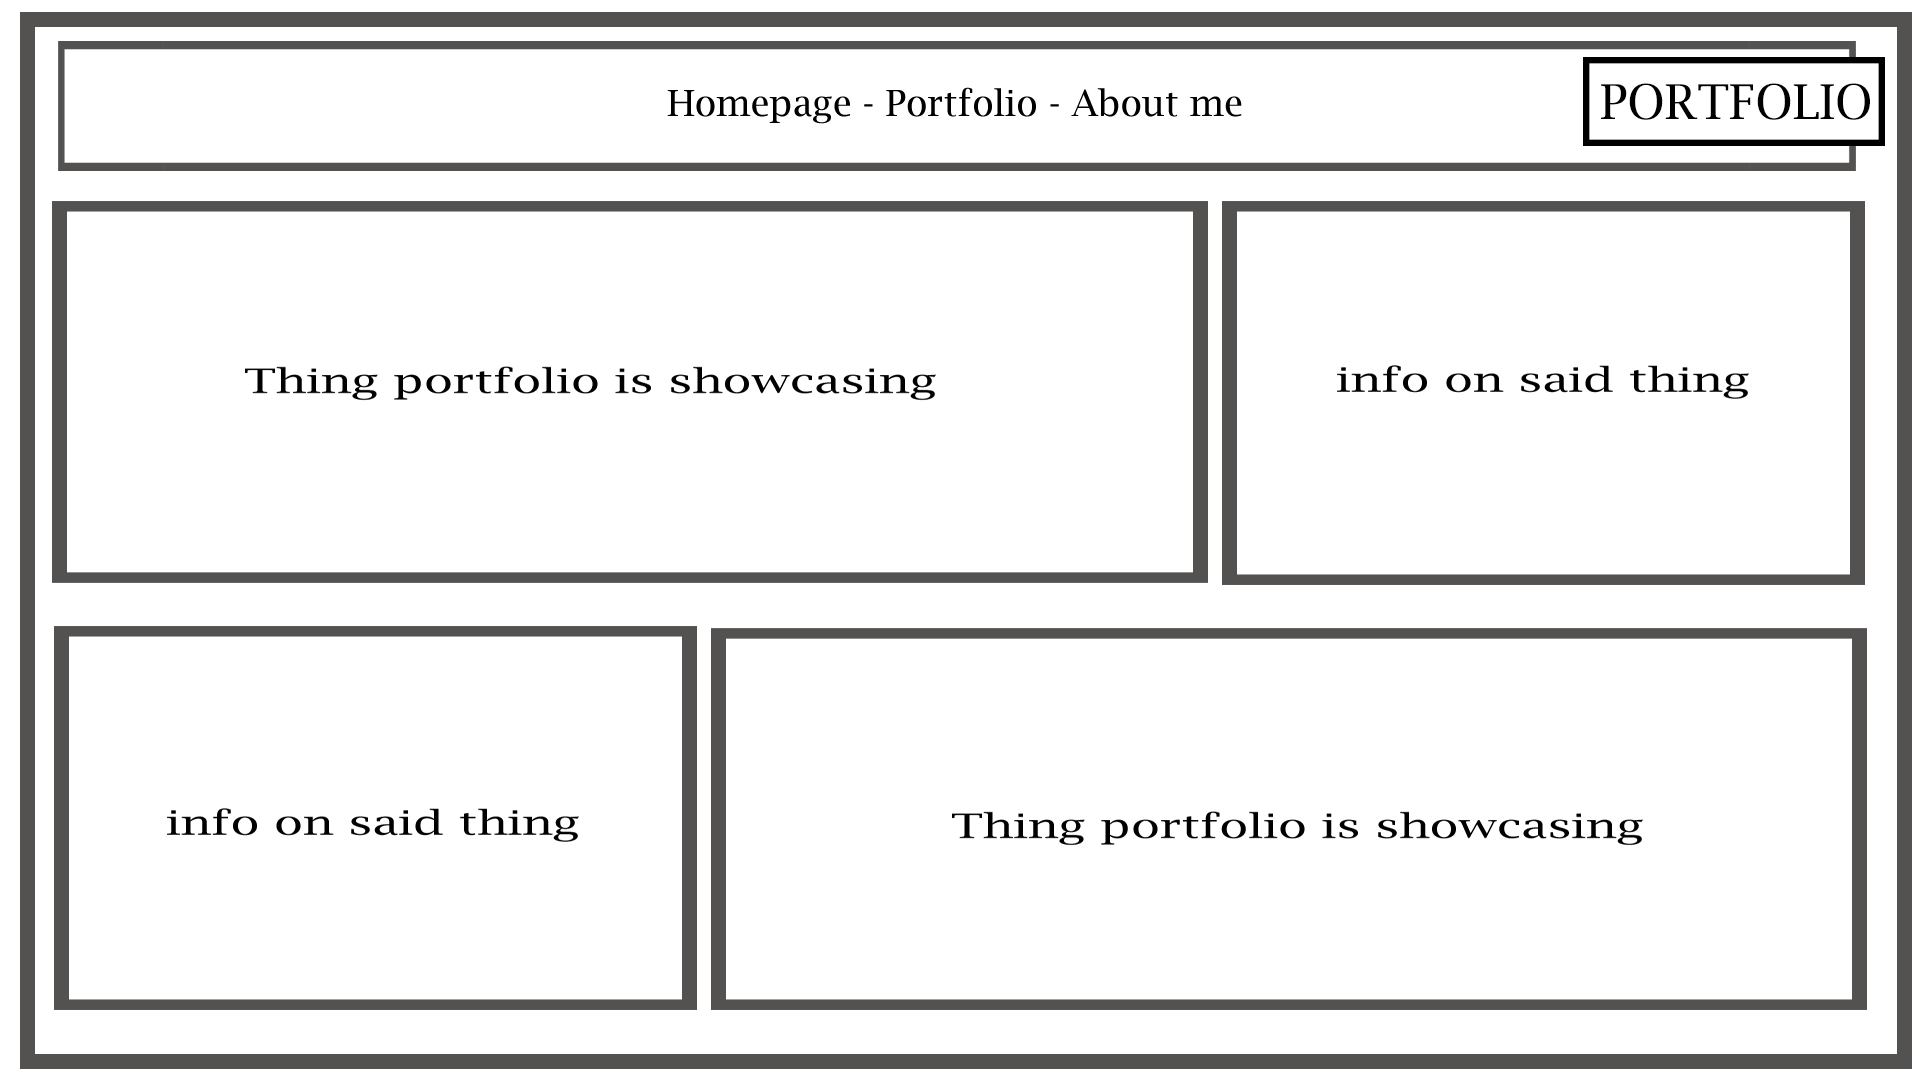 Homepage - Portfolio - About me
PORTFOLIO
Thing portfolio is showcasing
info on said thing
info on said thing
Thing portfolio is showcasing